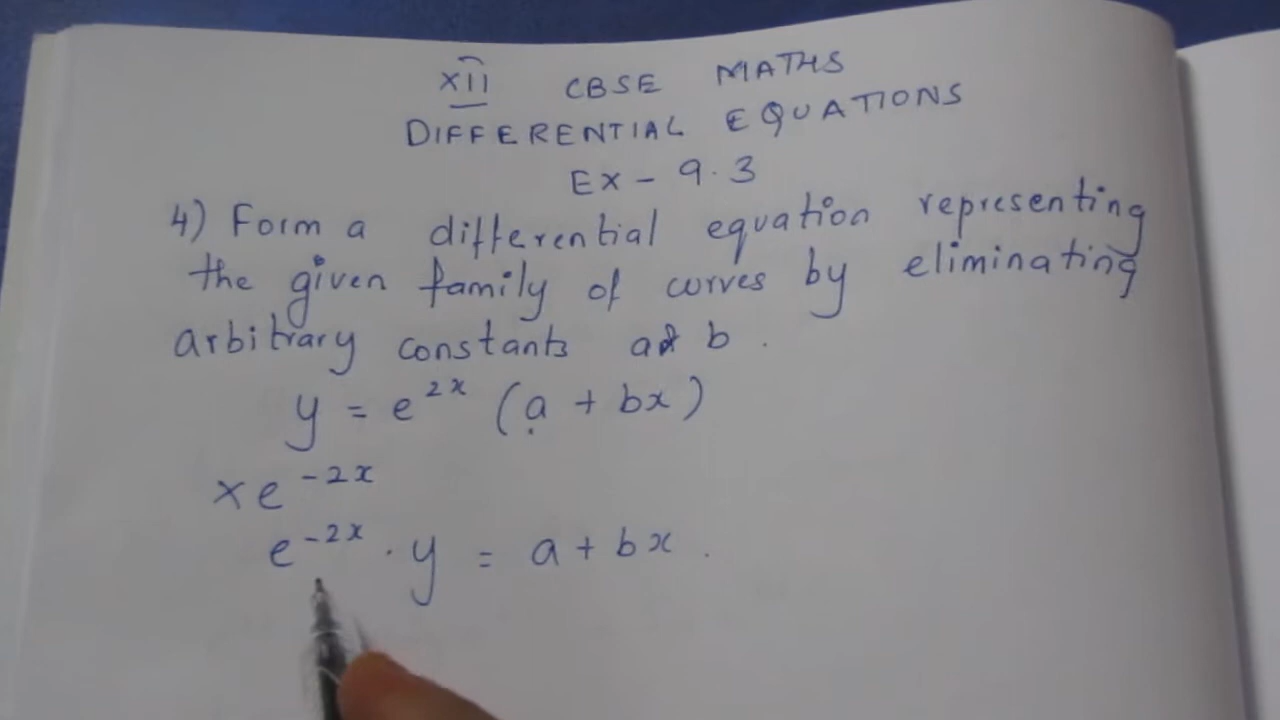 XII CBSE MATHS
DIFFERENTIAL EQUATIONS
EX - 9.3
4) Form a differential equation representing
the given family of curves by eliminating
arbitrary constants a & b.
y = e^{2x} (a + bx)
× e^{-2x}
e^{-2x} · y = a + bx.